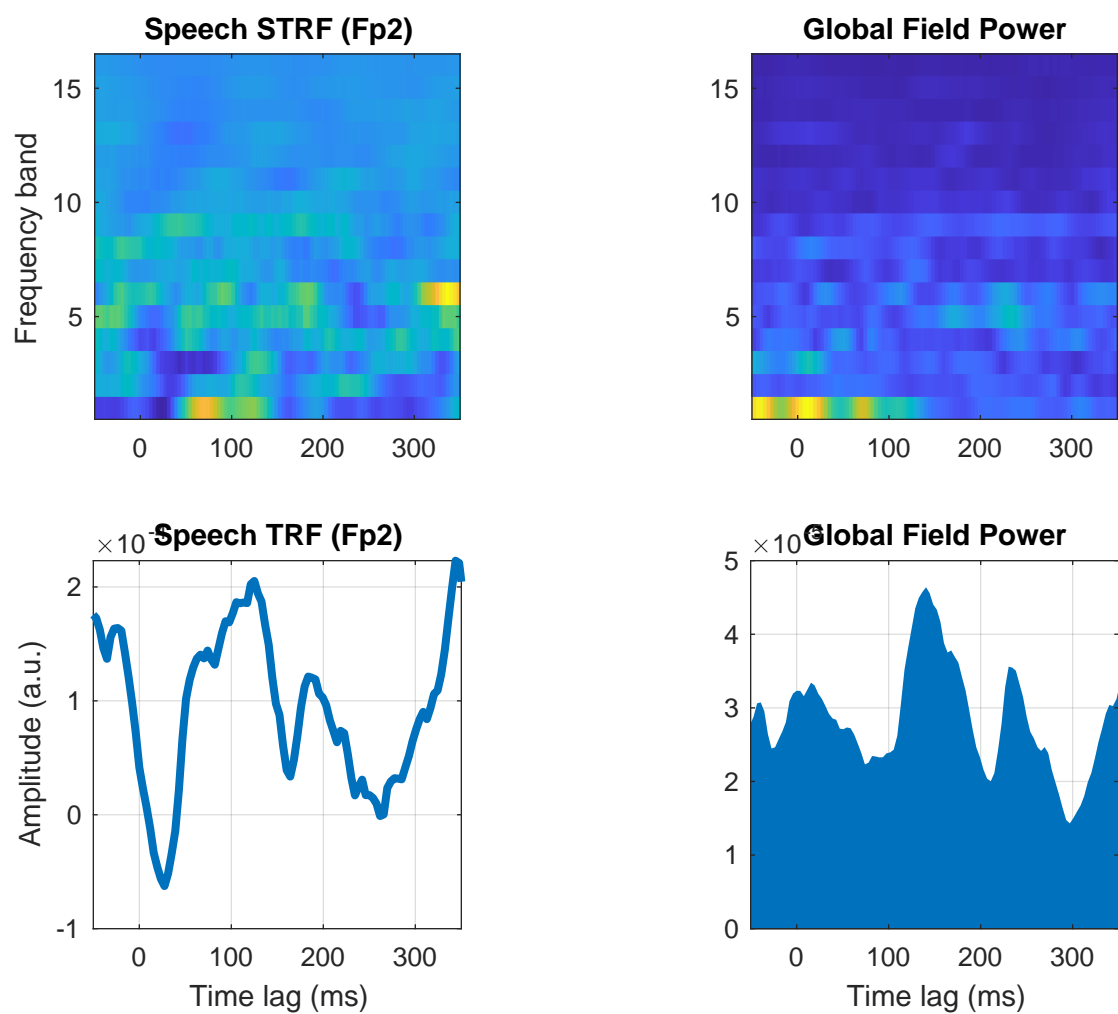 Speech STRF (Fp2)
Frequency band
15
10
5
0 100 200 300
Global Field Power
15
10
5
0 100 200 300
Speech TRF (Fp2)
Amplitude (a.u.)
2
1
0
-1
0 100 200 300
Time lag (ms)
Global Field Power
5
4
3
2
1
0
0 100 200 300
Time lag (ms)